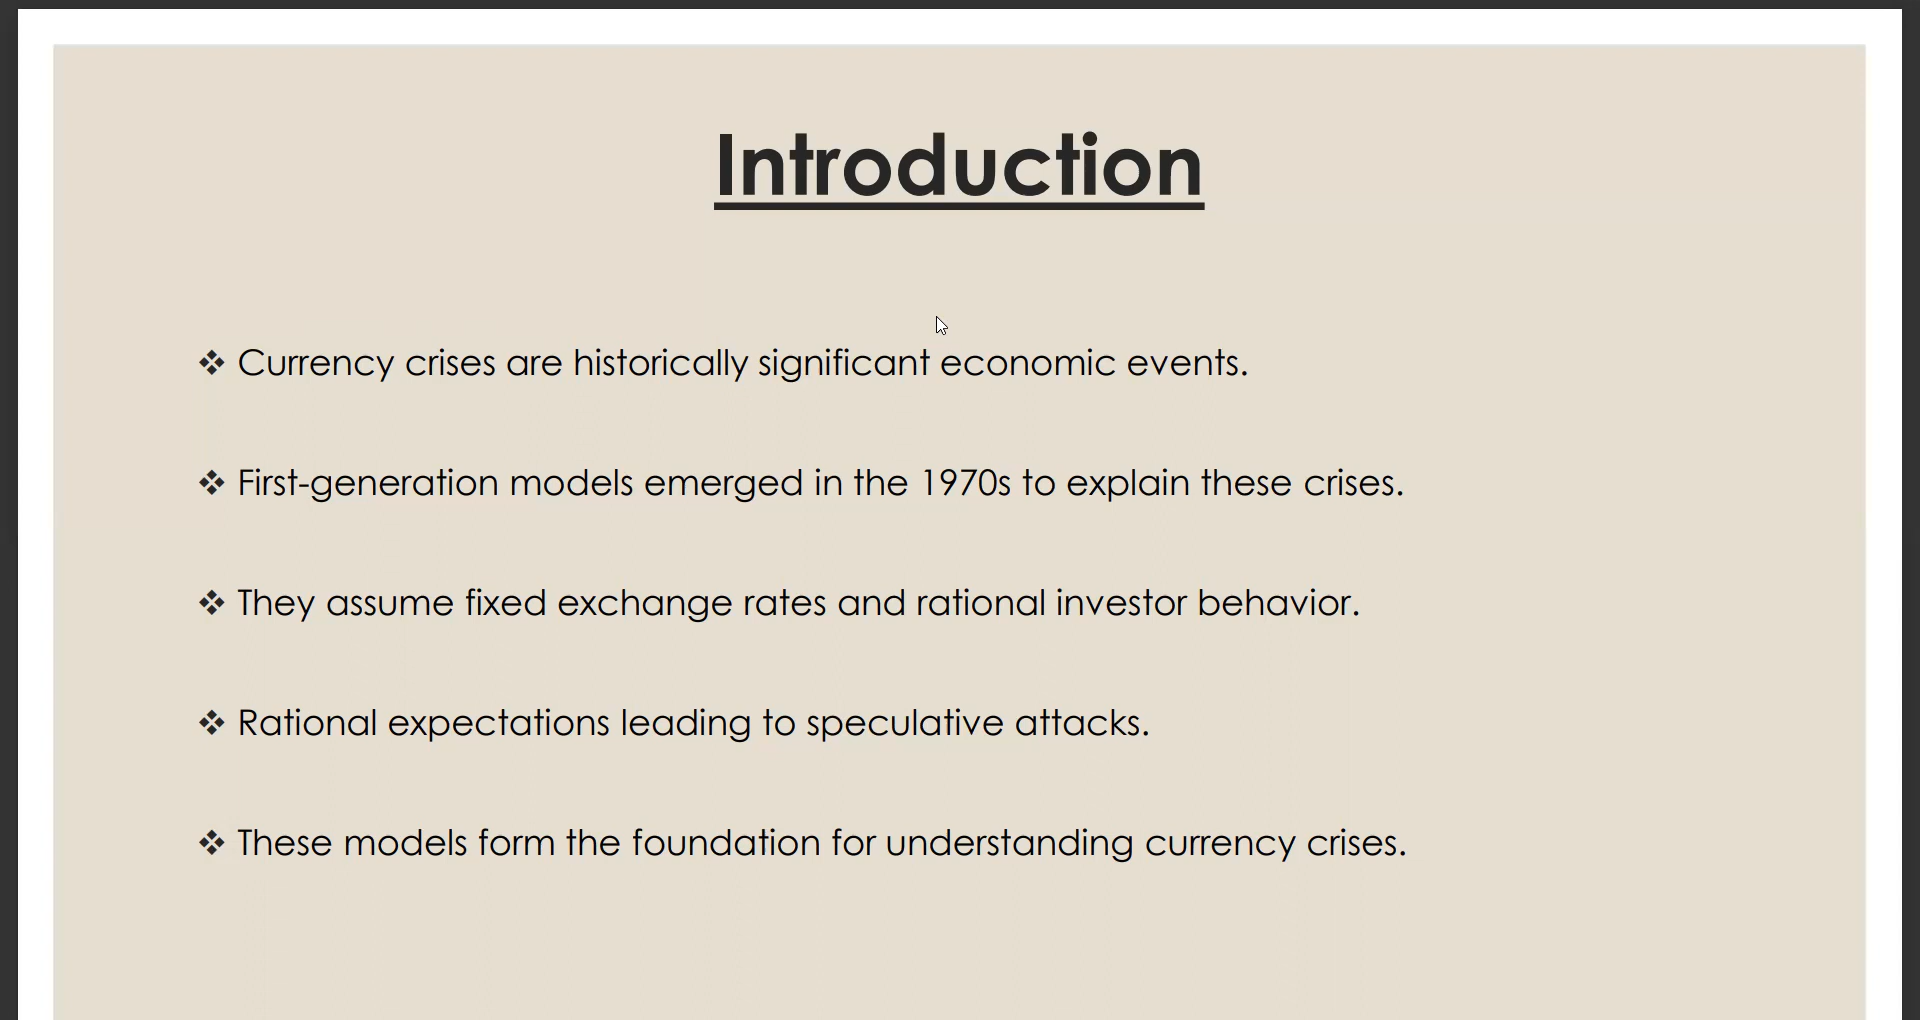 Introduction
❖ Currency crises are historically significant economic events.
❖ First-generation models emerged in the 1970s to explain these crises.
❖ They assume fixed exchange rates and rational investor behavior.
❖ Rational expectations leading to speculative attacks.
❖ These models form the foundation for understanding currency crises.